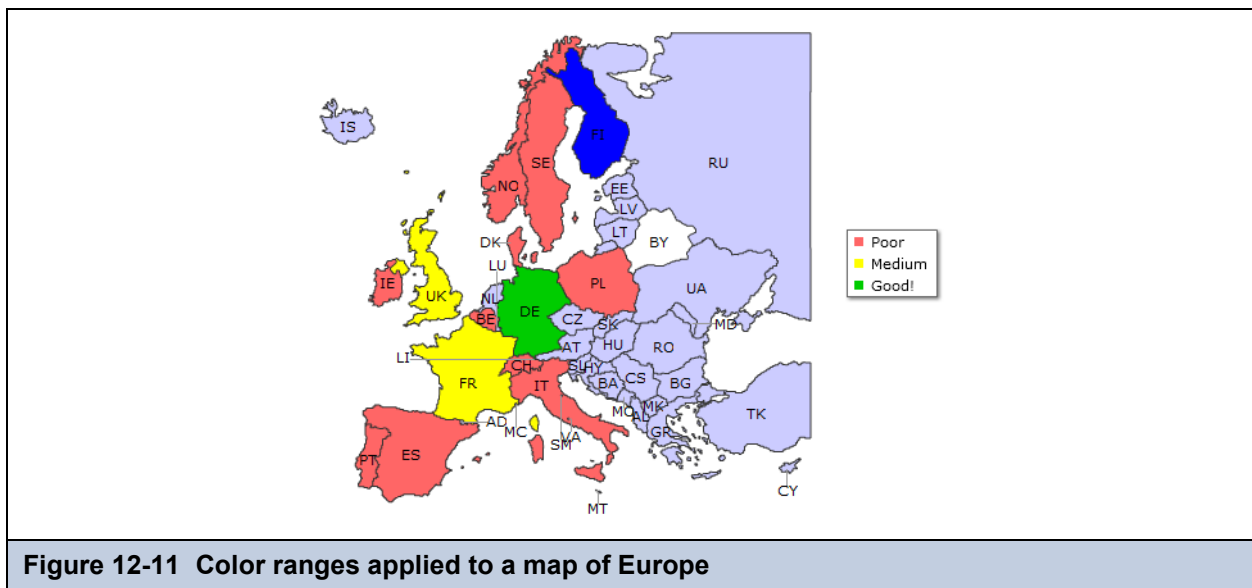 IS
FI
RU
SE
NO
EE
LV
LT
BY
DK
LU
IE
UK
NL
DE
PL
UA
BE
CZ
SK
MD
LI
AT
HU
RO
CH
SL
HY
FR
IT
BA
CS
BG
MO
AL
MK
TK
AD
MC
SM
VA
GR
PT
ES
CY
MT
Poor
Medium
Good!
Figure 12-11 Color ranges applied to a map of Europe